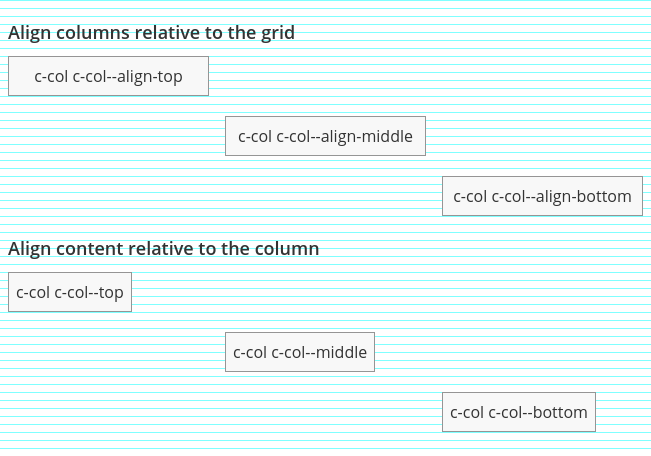 Align columns relative to the grid
c-col c-col--align-top
c-col c-col--align-middle
c-col c-col--align-bottom
Align content relative to the column
c-col c-col--top
c-col c-col--middle
c-col c-col--bottom